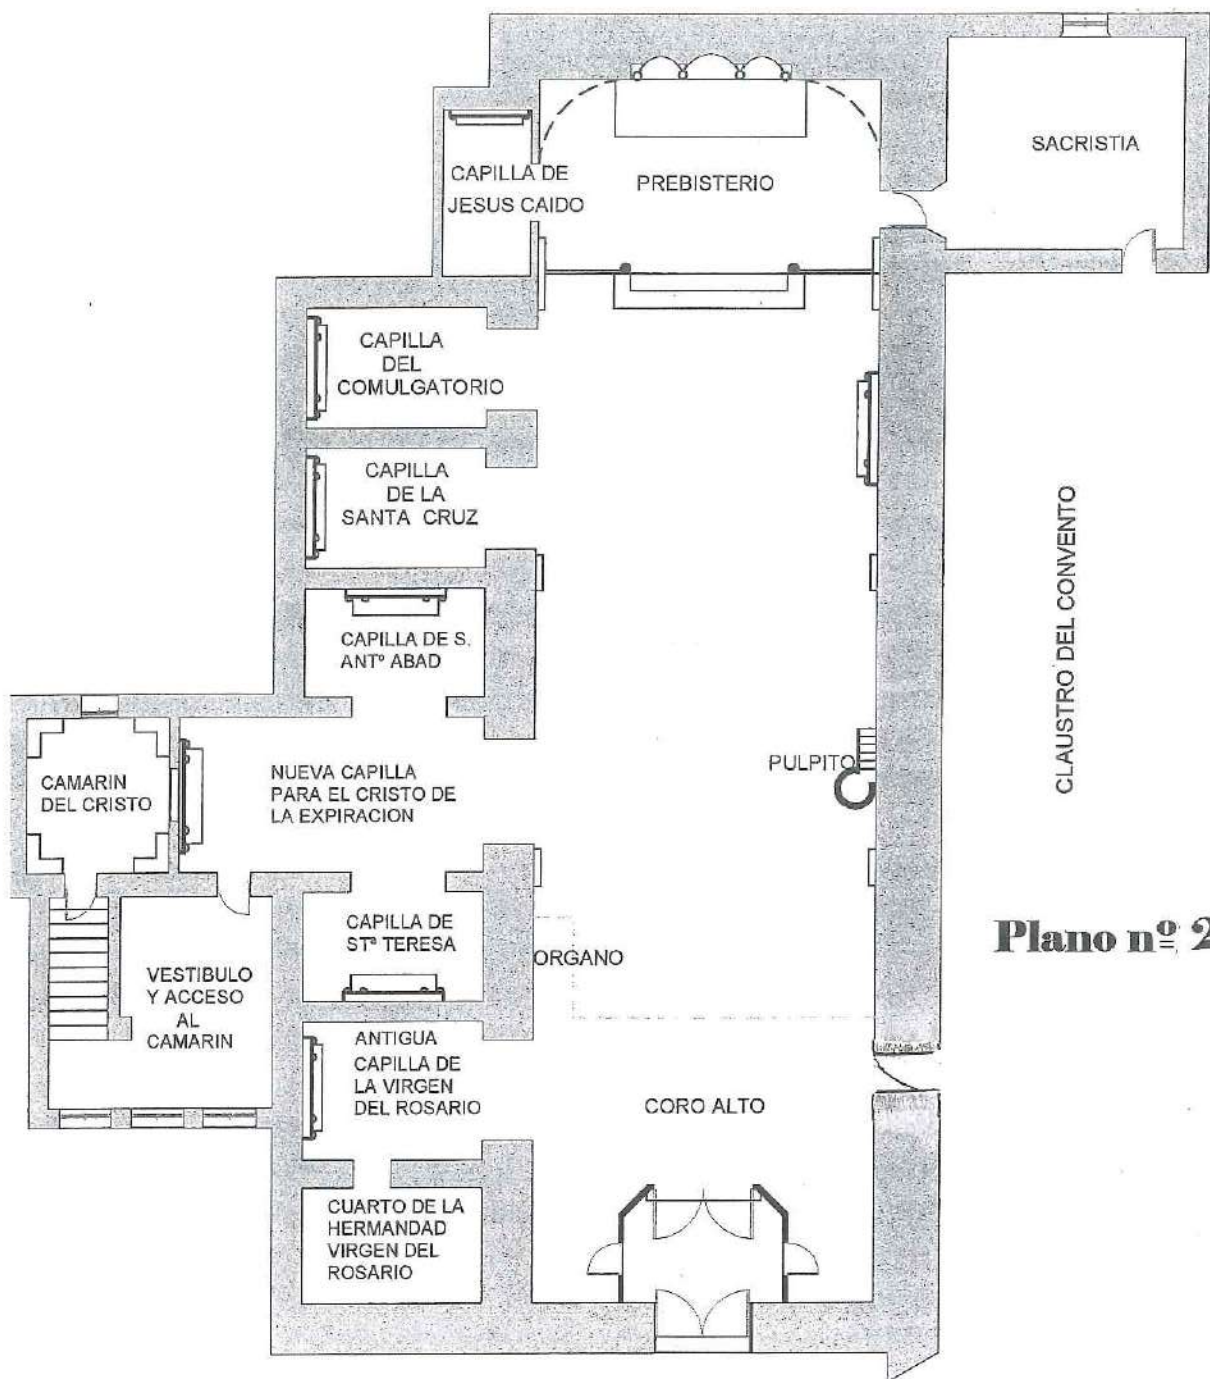 SACRISTIA
CAPILLA DE
JESUS CAIDO
PREBISTERIO
CAPILLA
DEL
COMULGATORIO
CAPILLA
DE LA
SANTA CRUZ
CAPILLA DE S.
ANTº ABAD
CLAUSTRO DEL CONVENTO
PULPITO
CAMARIN
DEL CRISTO
NUEVA CAPILLA
PARA EL CRISTO DE
LA EXPIRACION
CAPILLA DE
STª TERESA
ORGANO
Plano nº 2
VESTIBULO
Y ACCESO
AL
CAMARIN
ANTIGUA
CAPILLA DE
LA VIRGEN
DEL ROSARIO
CORO ALTO
CUARTO DE LA
HERMANDAD
VIRGEN DEL
ROSARIO